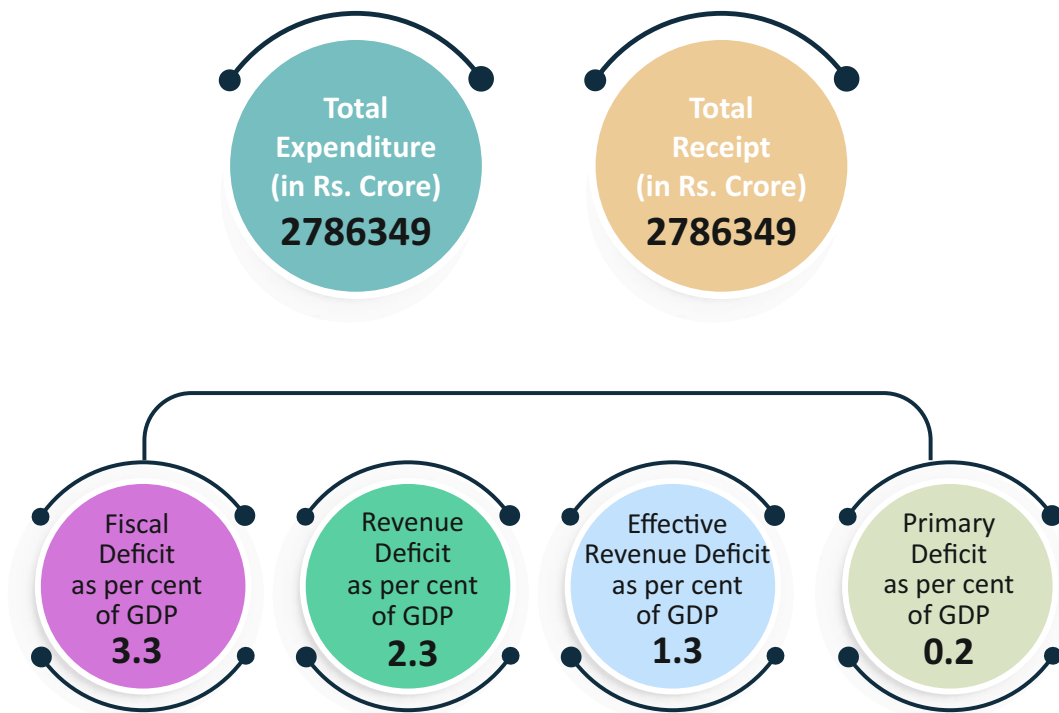 Total
Expenditure
(in Rs. Crore)
2786349
Total
Receipt
(in Rs. Crore)
2786349
Fiscal
Deficit
as per cent
of GDP
3.3
Revenue
Deficit
as per cent
of GDP
2.3
Effective
Revenue Deficit
as per cent
of GDP
1.3
Primary
Deficit
as per cent
of GDP
0.2